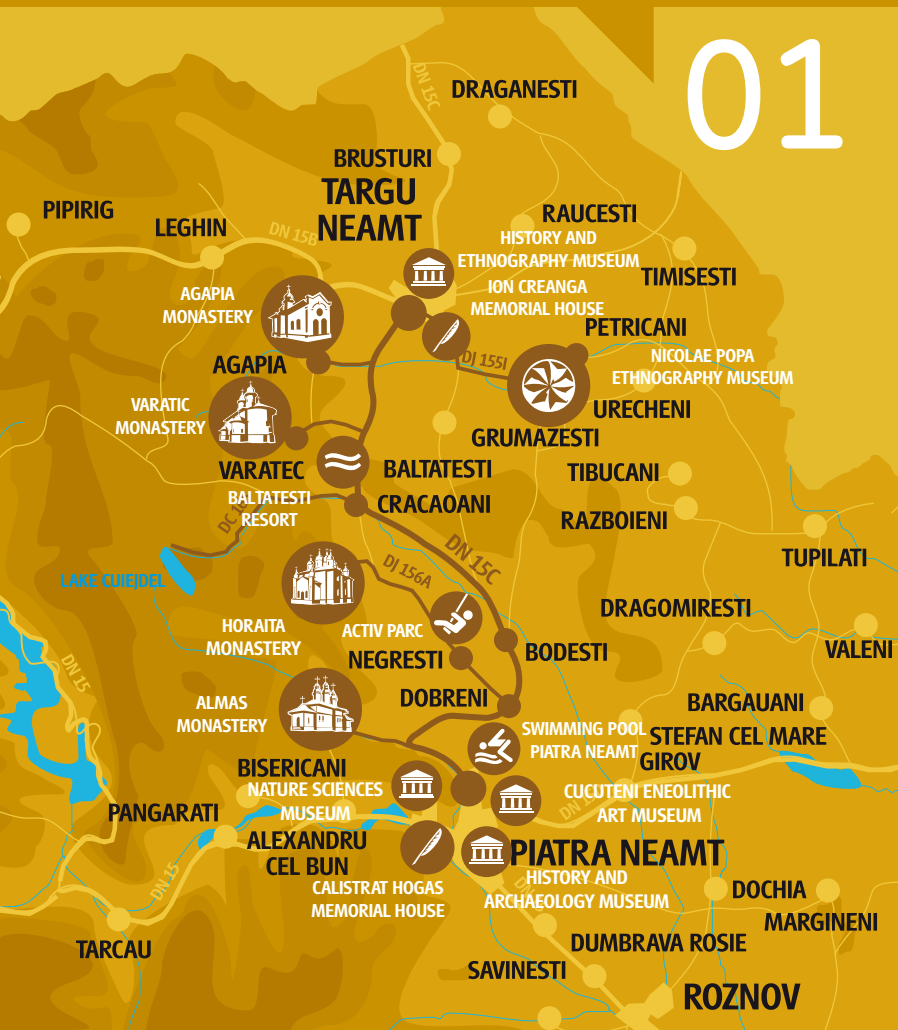 01
DN 15C
DRAGANESTI
BRUSTURI
TARGU
NEAMT
PIPIRIG
LEGHIN
DN 15B
RAUCESTI
HISTORY AND
ETHNOGRAPHY MUSEUM
TIMISESTI
ION CREANGA
MEMORIAL HOUSE
AGAPIA
MONASTERY
PETRICANI
DJ 155I
NICOLAE POPA
ETHNOGRAPHY MUSEUM
AGAPIA
VARATIC
MONASTERY
URECHENI
GRUMAZESTI
VARATEC
BALTATESTI
TIBUCANI
BALTATESTI
RESORT
CRACAOANI
DC
RAZBOIENI
DN 15C
TUPILATI
LAKE CUIEJDEL
DJ 156A
DRAGOMIRESTI
HORAITA
MONASTERY
ACTIV PARC
NEGRESTI
BODESTI
VALENI
DN 15
DOBRENI
BARGAUANI
ALMAS
MONASTERY
SWIMMING POOL
PIATRA NEAMT
STEFAN CEL MARE
GIROV
BISERICANI
NATURE SCIENCES
MUSEUM
CUCUTENI ENEOLITHIC
ART MUSEUM
DN
PANGARATI
ALEXANDRU
CEL BUN
PIATRA NEAMT
HISTORY AND
ARCHAEOLOGY MUSEUM
CALISTRAT HOGAS
MEMORIAL HOUSE
DN 15
DOCHIA
MARGINENI
TARCAU
DUMBRAVA ROSIE
SAVINESTI
ROZNOV